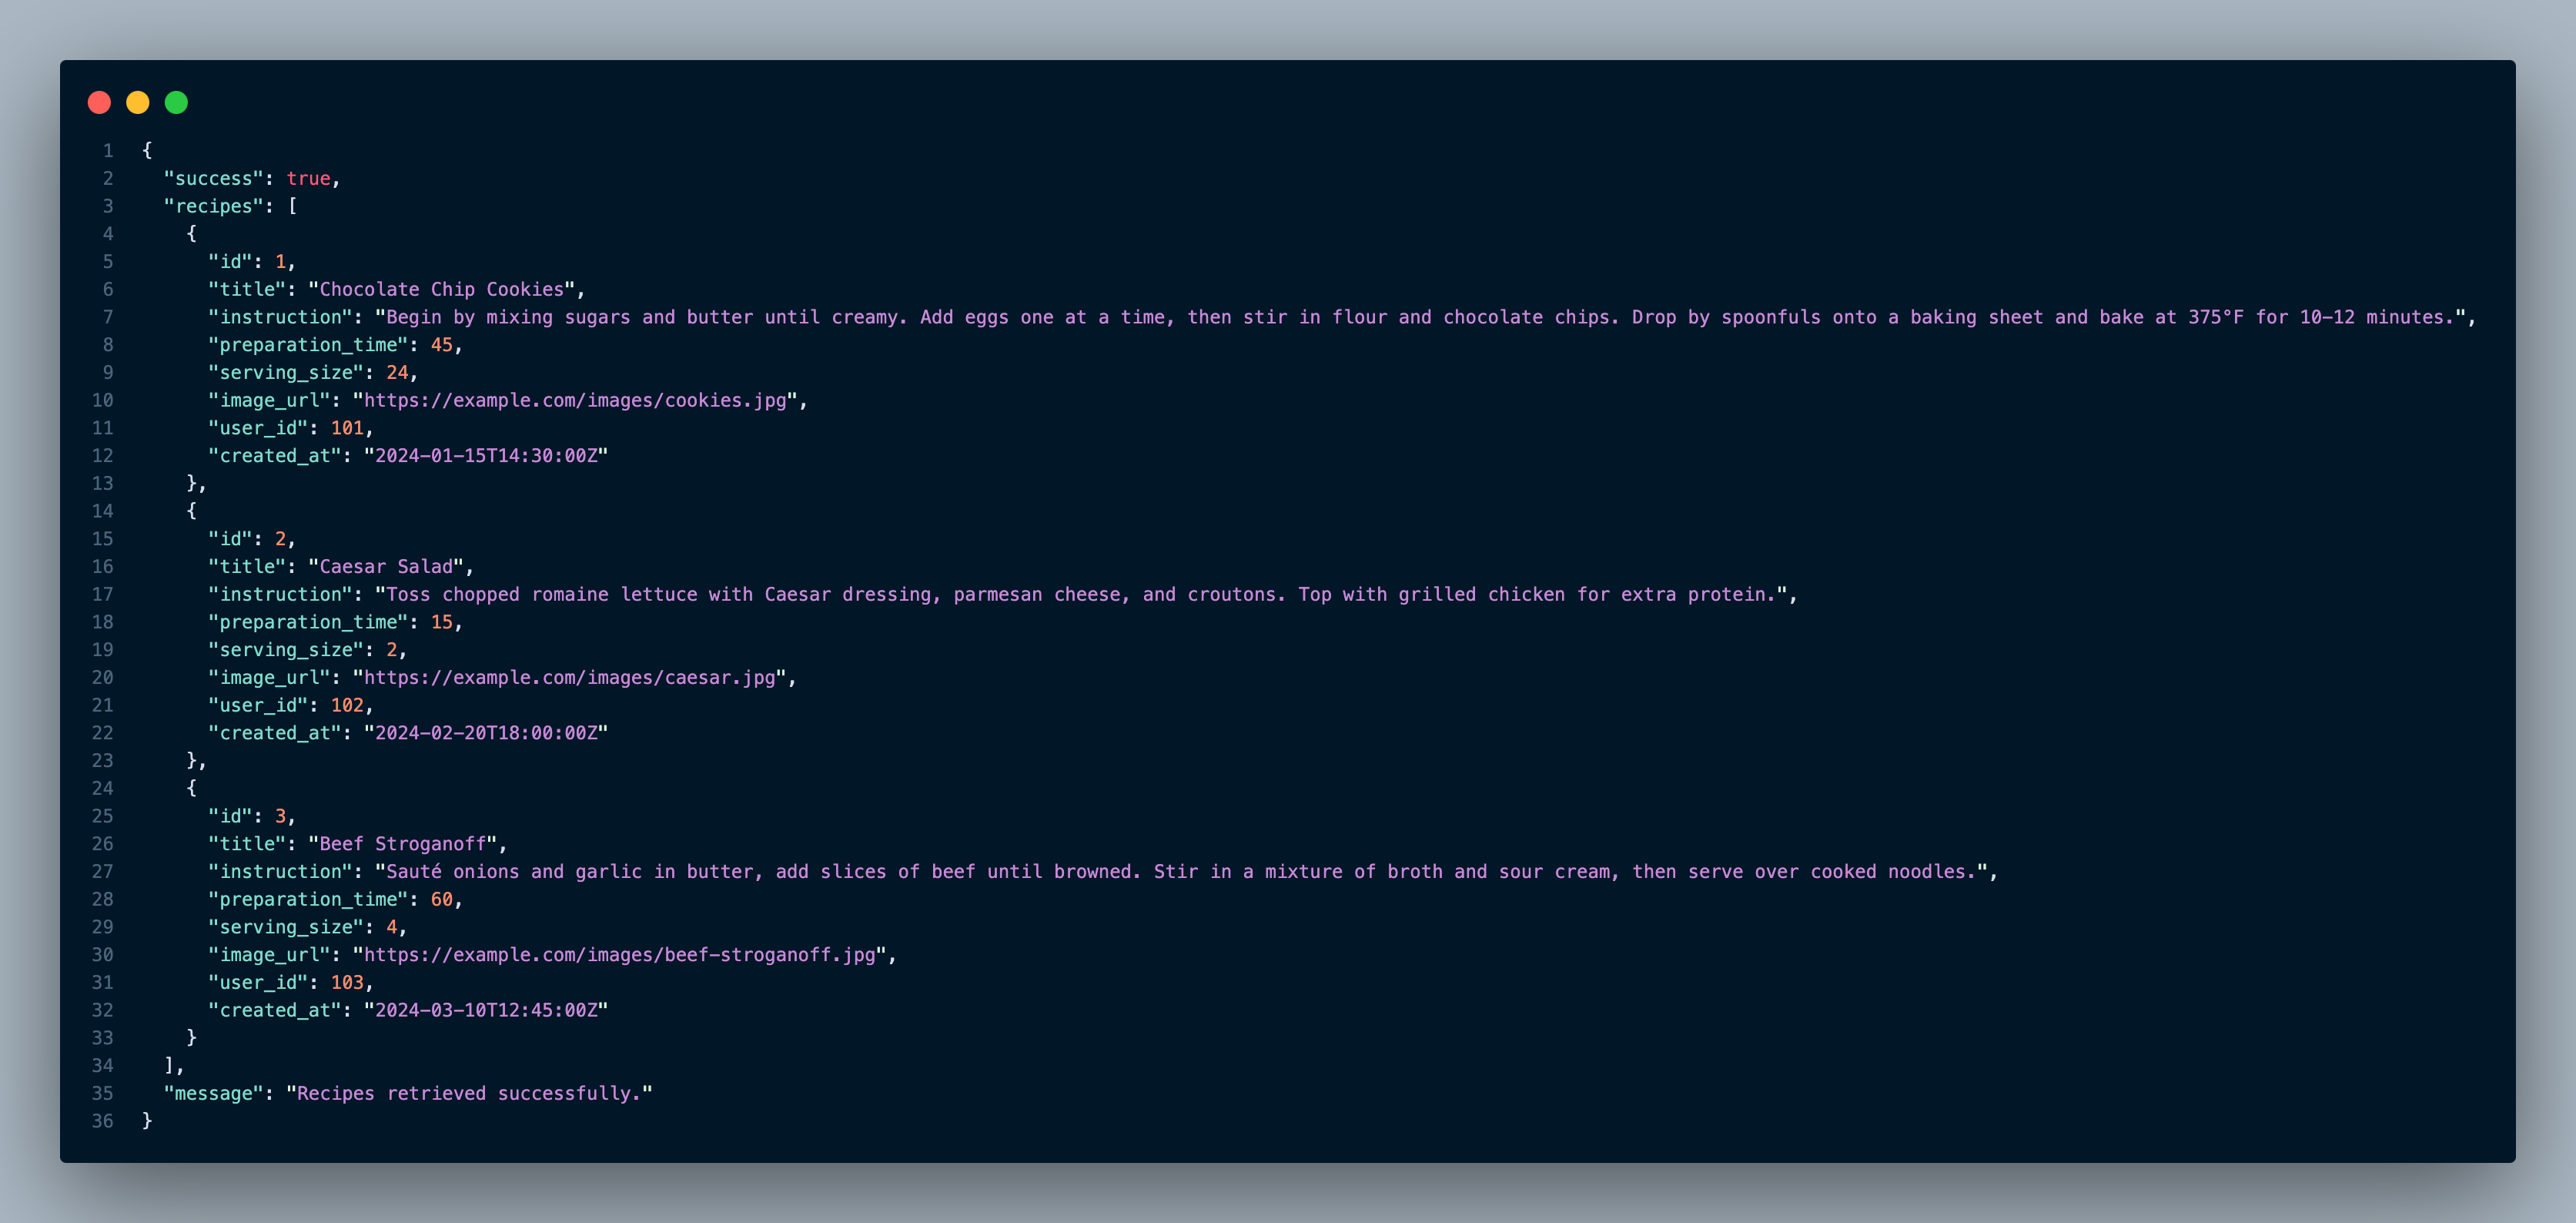 1 {
2   "success": true,
3   "recipes": [
4     {
5       "id": 1,
6       "title": "Chocolate Chip Cookies",
7       "instruction": "Begin by mixing sugars and butter until creamy. Add eggs one at a time, then stir in flour and chocolate chips. Drop by spoonfuls onto a baking sheet and bake at 375°F for 10-12 minutes.",
8       "preparation_time": 45,
9       "serving_size": 24,
10       "image_url": "https://example.com/images/cookies.jpg",
11       "user_id": 101,
12       "created_at": "2024-01-15T14:30:00Z"
13     },
14     {
15       "id": 2,
16       "title": "Caesar Salad",
17       "instruction": "Toss chopped romaine lettuce with Caesar dressing, parmesan cheese, and croutons. Top with grilled chicken for extra protein.",
18       "preparation_time": 15,
19       "serving_size": 2,
20       "image_url": "https://example.com/images/caesar.jpg",
21       "user_id": 102,
22       "created_at": "2024-02-20T18:00:00Z"
23     },
24     {
25       "id": 3,
26       "title": "Beef Stroganoff",
27       "instruction": "Sauté onions and garlic in butter, add slices of beef until browned. Stir in a mixture of broth and sour cream, then serve over cooked noodles.",
28       "preparation_time": 60,
29       "serving_size": 4,
30       "image_url": "https://example.com/images/beef-stroganoff.jpg",
31       "user_id": 103,
32       "created_at": "2024-03-10T12:45:00Z"
33     }
34   ],
35   "message": "Recipes retrieved successfully."
36 }